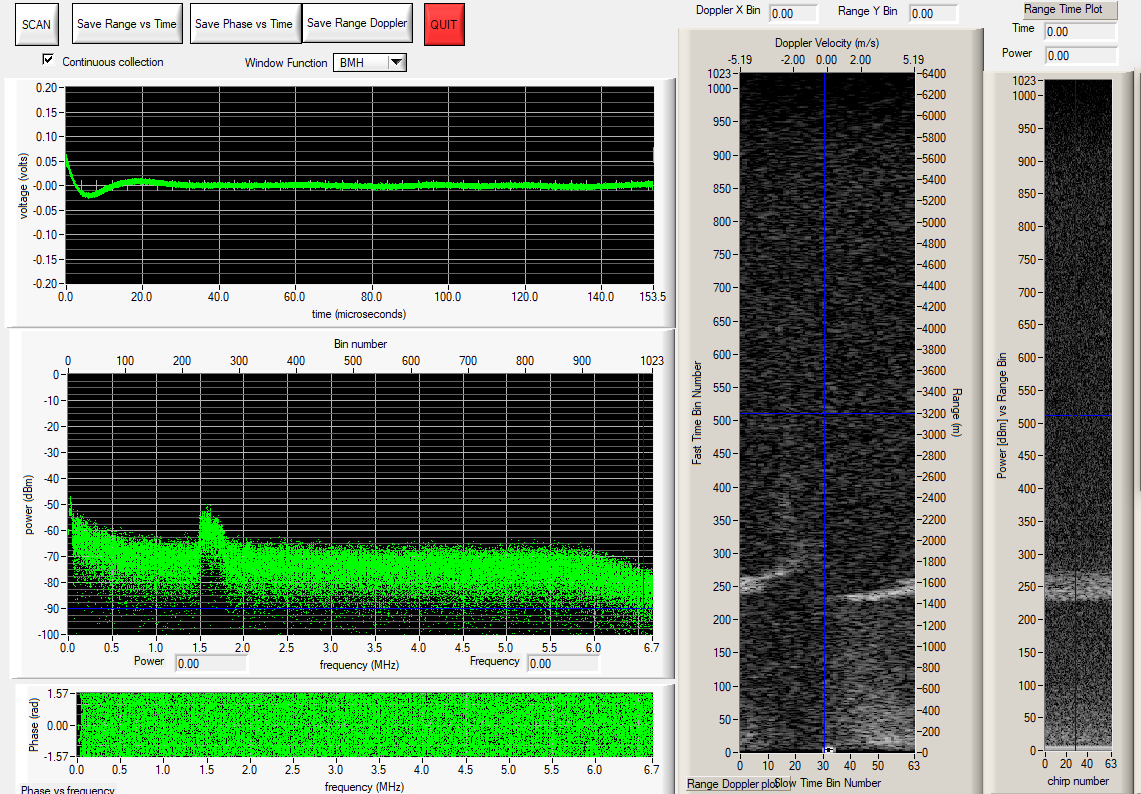 SCAN
Save Range vs Time
Save Phase vs Time
Save Range Doppler
QUIT
Continuous collection
Window Function
BMH
0.20
0.15
0.10
0.05
-0.00
-0.05
-0.10
-0.15
-0.20
voltage (volts)
0.0 20.0 40.0 60.0 80.0 100.0 120.0 140.0 153.5
time (microseconds)
Bin number
0 100 200 300 400 500 600 700 800 900 1023
0
-10
-20
-30
-40
-50
-60
-70
-80
-90
-100
power (dBm)
0.0 0.5 1.0 1.5 2.0 2.5 3.0 3.5 4.0 4.5 5.0 5.5 6.0 6.7
Power 0.00
frequency (MHz)
Frequency 0.00
1.57
0.00
-1.57
Phase (rad)
0.0 0.5 1.0 1.5 2.0 2.5 3.0 3.5 4.0 4.5 5.0 5.5 6.0 6.7
frequency (MHz)
Phase vs frequency
Doppler X Bin 0.00
Range Y Bin 0.00
Doppler Velocity (m/s)
-5.19 -2.00 0.00 2.00 5.19
1023
1000
950
900
850
800
750
700
650
600
550
500
450
400
350
300
250
200
150
100
50
0
Fast Time Bin Number
6400
6200
6000
5800
5600
5400
5200
5000
4800
4600
4400
4200
4000
3800
3600
3400
3200
3000
2800
2600
2400
2200
2000
1800
1600
1400
1200
1000
800
600
400
200
0
Range (m)
0 10 20 30 40 50 63
Range Doppler plot
Slow Time Bin Number
Range Time Plot
Time 0.00
Power 0.00
1023
1000
950
900
850
800
750
700
650
600
550
500
450
400
350
300
250
200
150
100
50
0
Power [dBm] vs Range Bin
0 20 40 63
chirp number